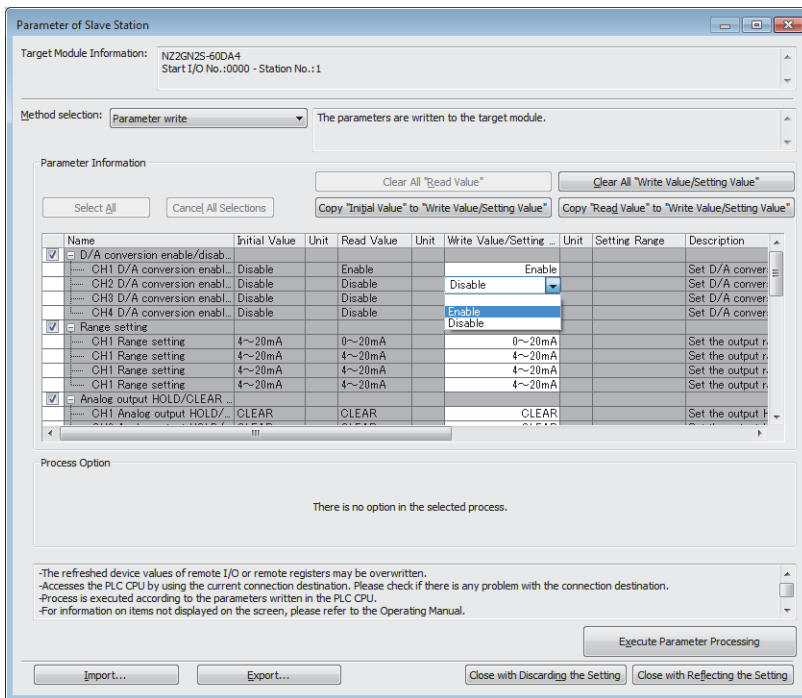 Parameter of Slave Station
Target Module Information:
NZ2GN2S-60DA4
Start I/O No.:0000 - Station No.:1
Method selection: Parameter write
The parameters are written to the target module.
Parameter Information
Clear All "Read Value"
Clear All "Write Value/Setting Value"
Select All
Cancel All Selections
Copy "Initial Value" to "Write Value/Setting Value"
Copy "Read Value" to "Write Value/Setting Value"
Name Initial Value Unit Read Value Unit Write Value/Setting ... Unit Setting Range Description
D/A conversion enable/disab...
CH1 D/A conversion enabl... Disable Enable Enable Set D/A conver
CH2 D/A conversion enabl... Disable Disable Disable Set D/A conver
CH3 D/A conversion enabl... Disable Disable Set D/A conver
CH4 D/A conversion enabl... Disable Disable Enable Set D/A conver
Disable
Range setting
CH1 Range setting 4～20mA 0～20mA 0～20mA Set the output r
CH1 Range setting 4～20mA 4～20mA 4～20mA Set the output r
CH1 Range setting 4～20mA 4～20mA 4～20mA Set the output r
CH1 Range setting 4～20mA 4～20mA 4～20mA Set the output r
Analog output HOLD/CLEAR ...
CH1 Analog output HOLD/... CLEAR CLEAR CLEAR Set the output H
Process Option
There is no option in the selected process.
-The refreshed device values of remote I/O or remote registers may be overwritten.
-Accesses the PLC CPU by using the current connection destination. Please check if there is any problem with the connection destination.
-Process is executed according to the parameters written in the PLC CPU.
-For information on items not displayed on the screen, please refer to the Operating Manual.
Execute Parameter Processing
Import...
Export...
Close with Discarding the Setting
Close with Reflecting the Setting